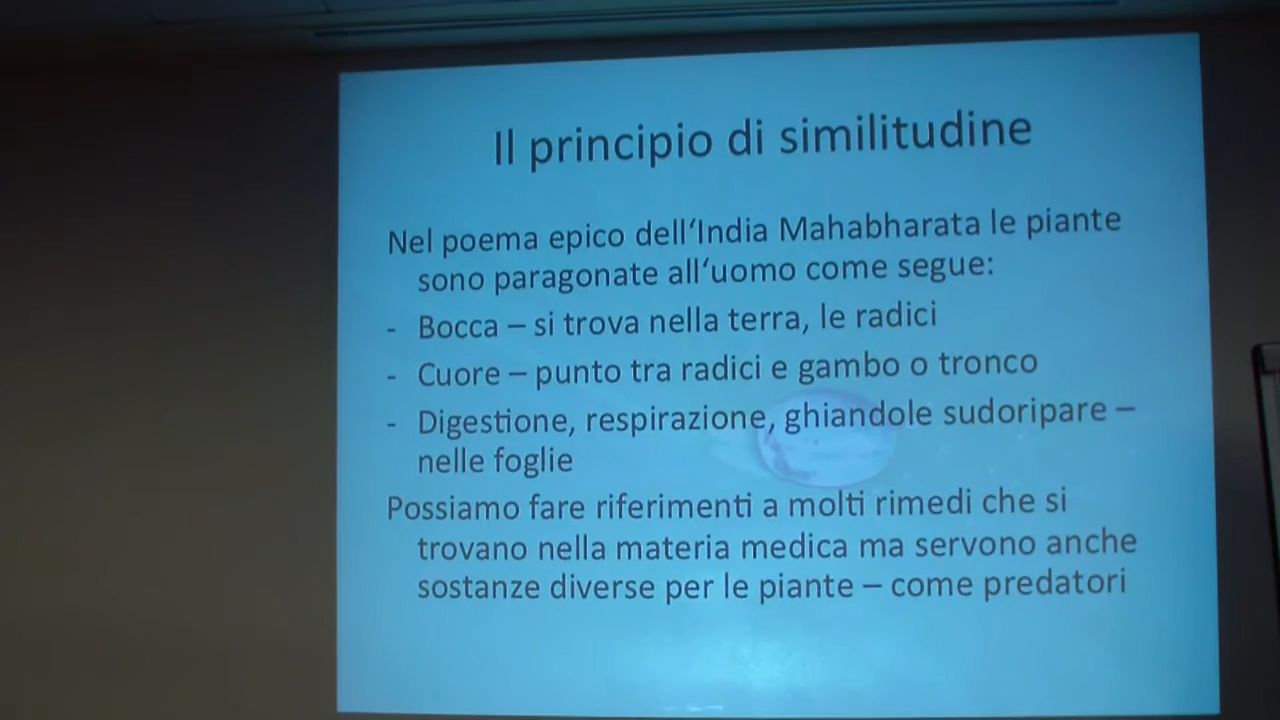 Il principio di similitudine
Nel poema epico dell‘India Mahabharata le piante
sono paragonate all‘uomo come segue:
- Bocca – si trova nella terra, le radici
- Cuore – punto tra radici e gambo o tronco
- Digestione, respirazione, ghiandole sudoripare –
nelle foglie
Possiamo fare riferimenti a molti rimedi che si
trovano nella materia medica ma servono anche
sostanze diverse per le piante – come predatori